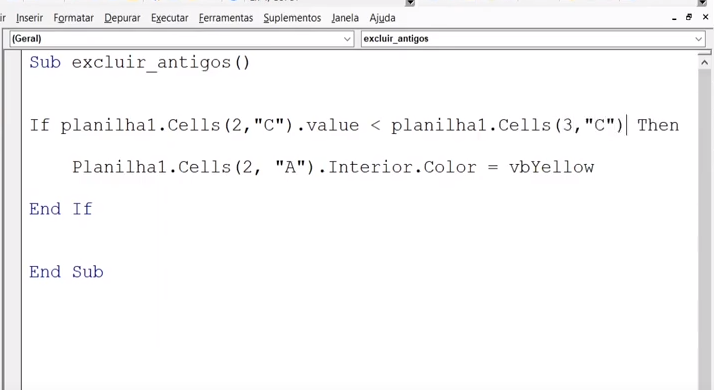 ir Inserir Formatar Depurar Executar Ferramentas Suplementos Janela Ajuda
(Geral) excluir_antigos
Sub excluir_antigos()
If planilha1.Cells(2,"C").value < planilha1.Cells(3,"C") Then
Planilha1.Cells(2, "A").Interior.Color = vbYellow
End If
End Sub